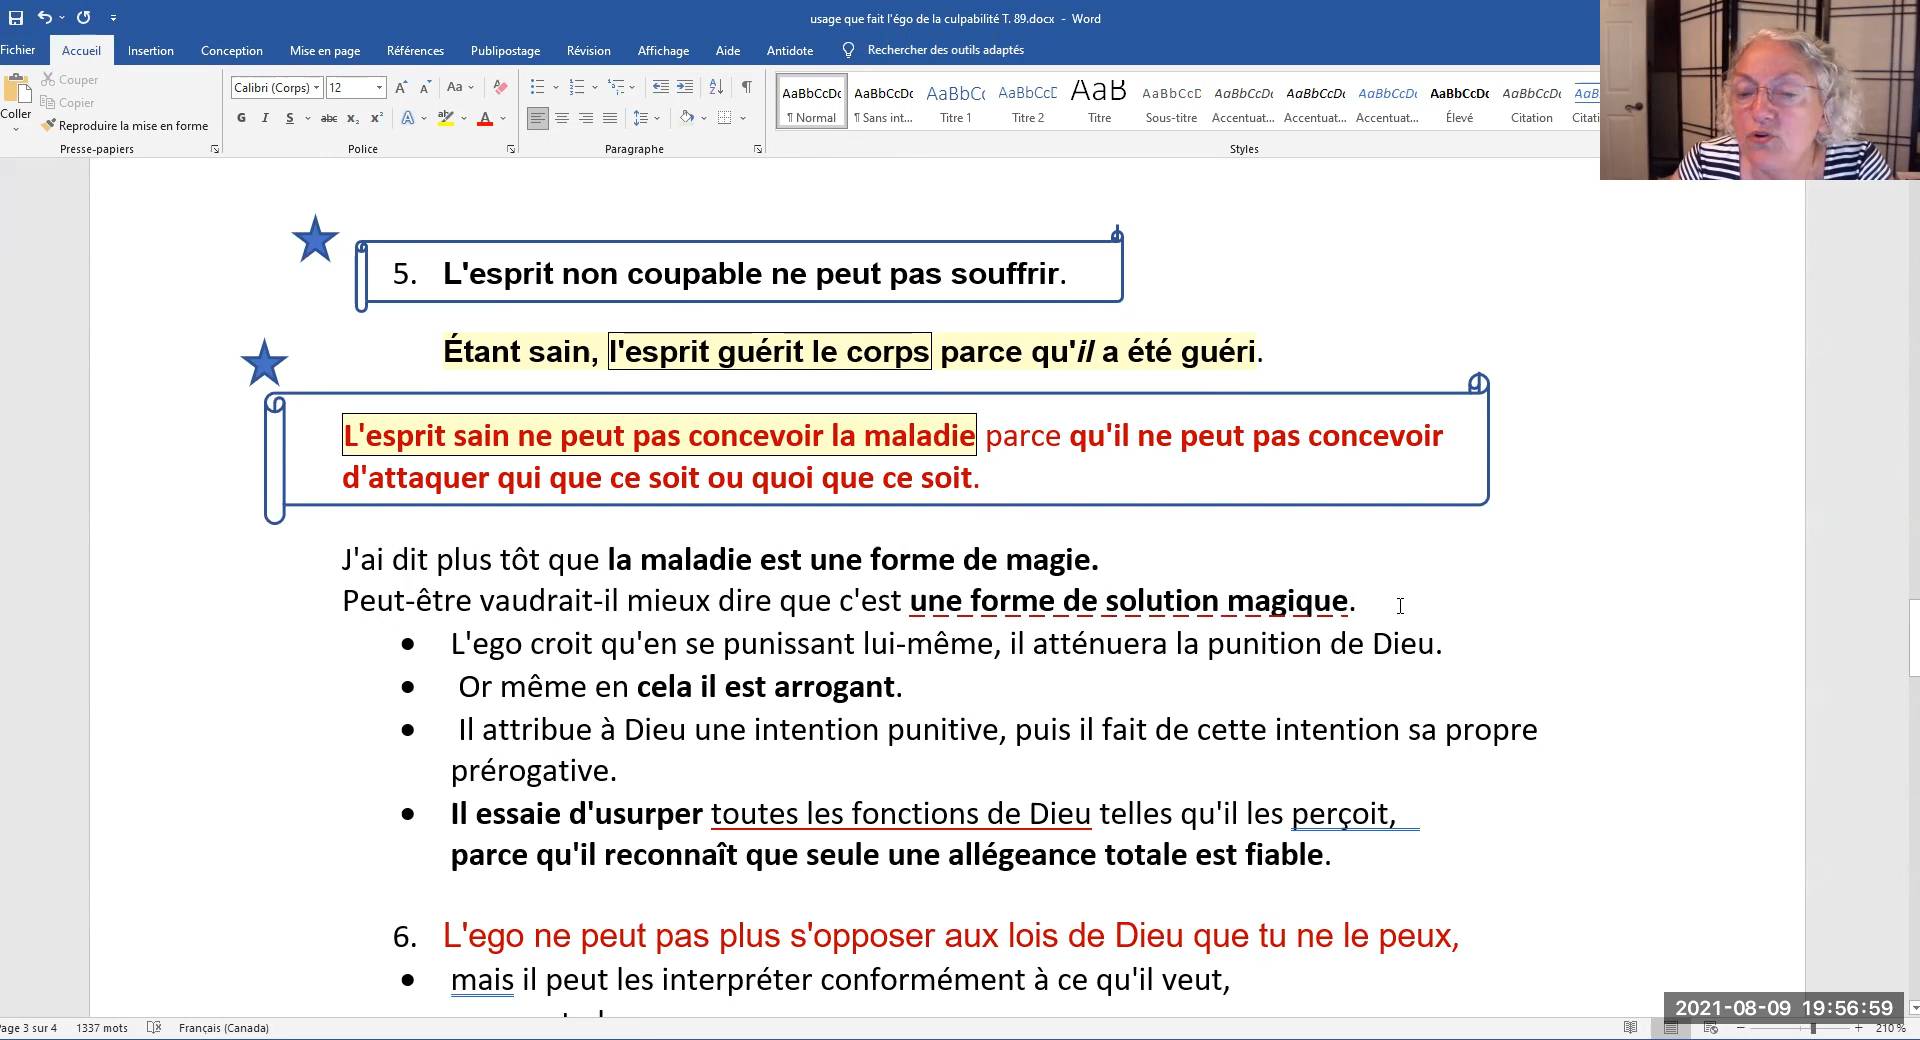 usage que fait l'égo de la culpabilité T. 89.docx - Word
Fichier Accueil Insertion Conception Mise en page Références Publipostage Révision Affichage Aide Antidote Rechercher des outils adaptés
Coller
Couper
Copier
Reproduire la mise en forme
Presse-papiers
Calibri (Corps) 12
G I S abc x₂ x²
Police
Paragraphe
AaBbCcDc AaBbCcDc AaBbCc AaBbCcD AaB AaBbCcD AaBbCcDc AaBbCcDc AaBbCcDc AaBbCcDc AaBbCcDc AaBb
¶ Normal ¶ Sans int... Titre 1 Titre 2 Titre Sous-titre Accentuat... Accentuat... Accentuat... Élevé Citation Citati
Styles
5. L'esprit non coupable ne peut pas souffrir.
Étant sain, l'esprit guérit le corps parce qu'il a été guéri.
L'esprit sain ne peut pas concevoir la maladie parce qu'il ne peut pas concevoir
d'attaquer qui que ce soit ou quoi que ce soit.
J'ai dit plus tôt que la maladie est une forme de magie.
Peut-être vaudrait-il mieux dire que c'est une forme de solution magique.
• L'ego croit qu'en se punissant lui-même, il atténuera la punition de Dieu.
• Or même en cela il est arrogant.
• Il attribue à Dieu une intention punitive, puis il fait de cette intention sa propre
prérogative.
• Il essaie d'usurper toutes les fonctions de Dieu telles qu'il les perçoit,
parce qu'il reconnaît que seule une allégeance totale est fiable.
6. L'ego ne peut pas plus s'opposer aux lois de Dieu que tu ne le peux,
• mais il peut les interpréter conformément à ce qu'il veut,
2021-08-09 19:56:59
age 3 sur 4 1337 mots Français (Canada) 210 %